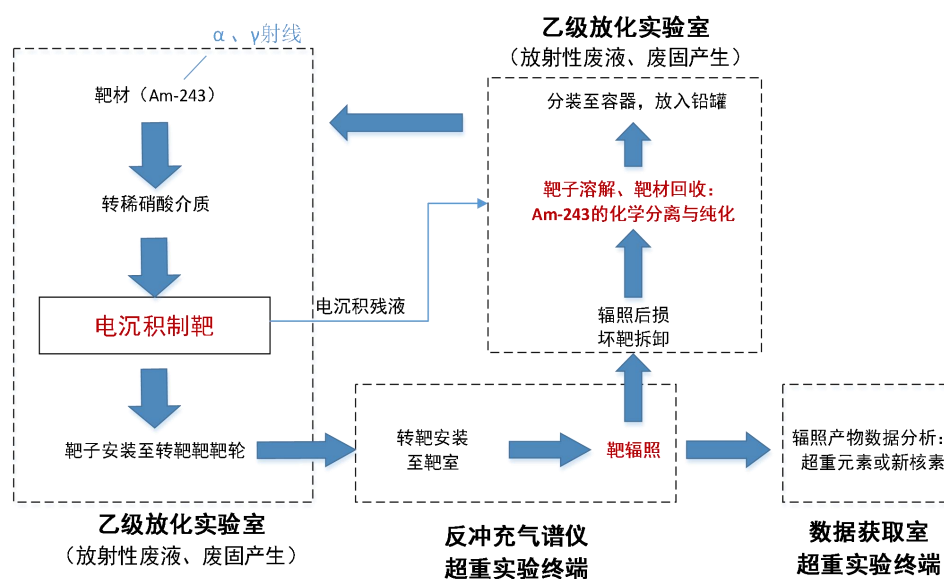 α、γ射线
靶材（Am-243）
转稀硝酸介质
电沉积制靶
电沉积残液
靶子安装至转靶靶靶轮
乙级放化实验室
（放射性废液、废固产生）
乙级放化实验室
（放射性废液、废固产生）
分装至容器，放入铅罐
靶子溶解、靶材回收：
Am-243的化学分离与纯化
辐照后损
坏靶拆卸
转靶安装
至靶室
靶辐照
反冲充气谱仪
超重实验终端
辐照产物数据分析：
超重元素或新核素
数据获取室
超重实验终端